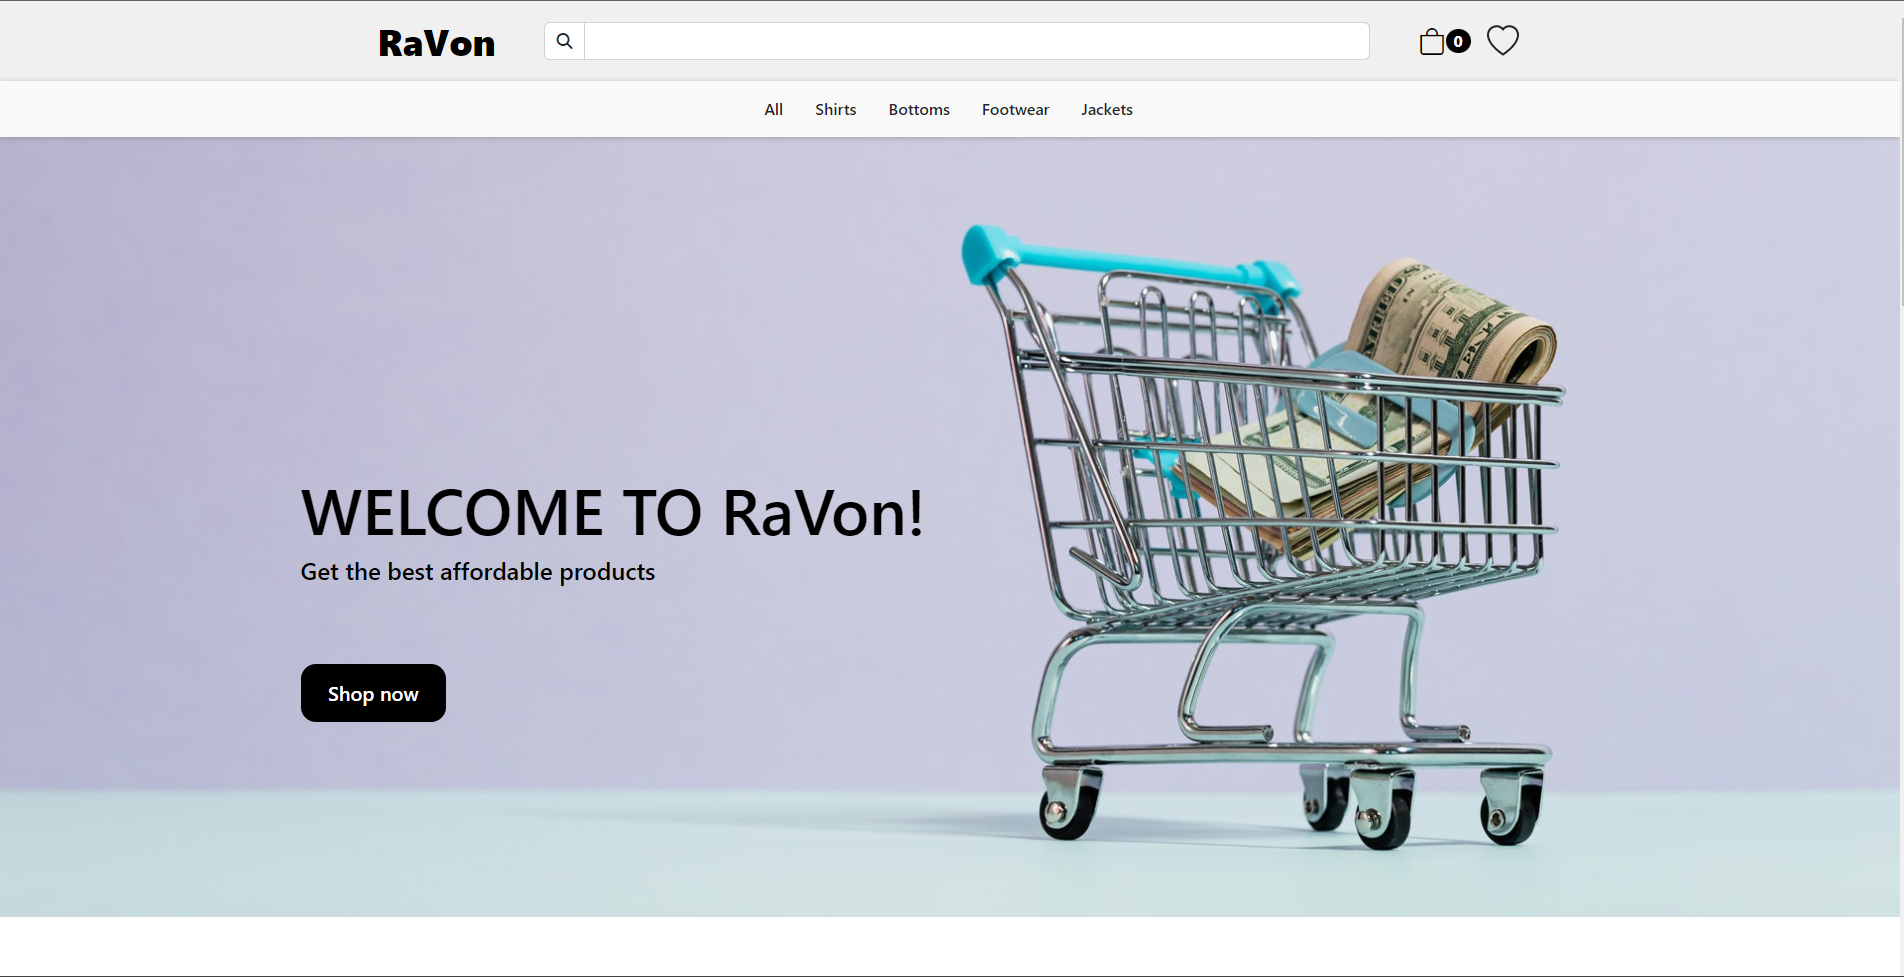 RaVon
0
All Shirts Bottoms Footwear Jackets
WELCOME TO RaVon!
Get the best affordable products
Shop now